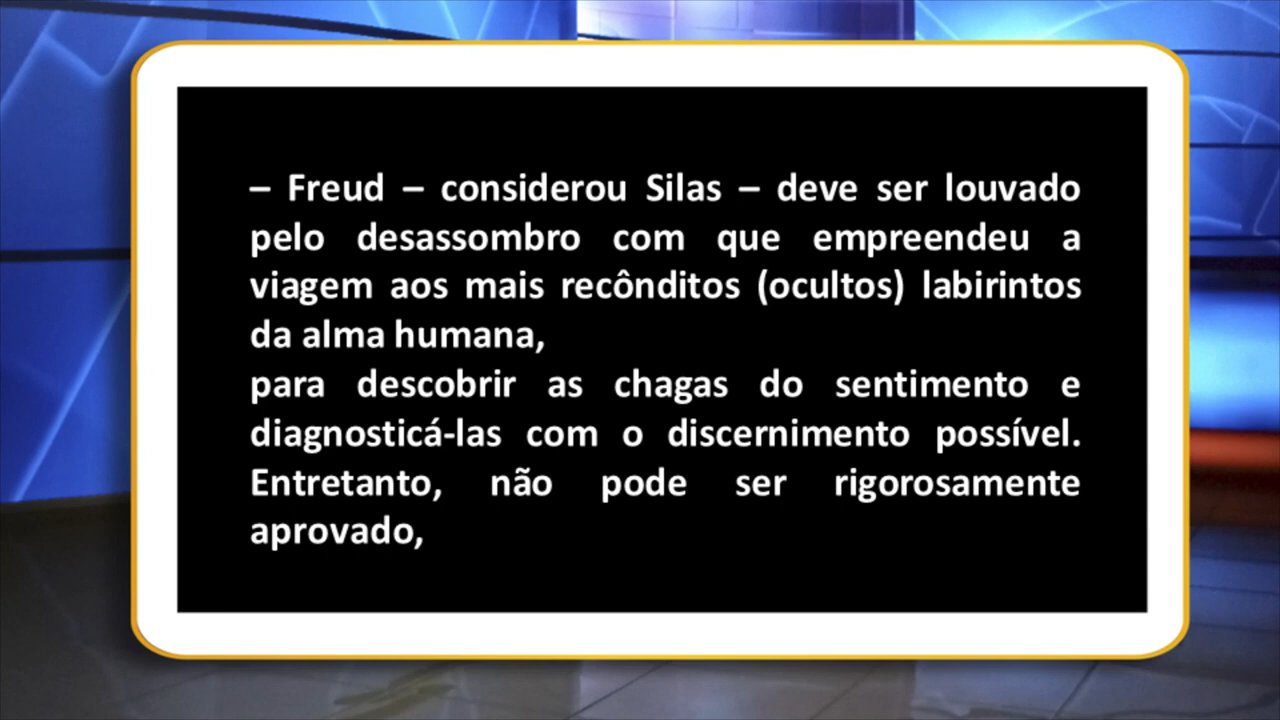 – Freud – considerou Silas – deve ser louvado
pelo desassombro com que empreendeu a
viagem aos mais recônditos (ocultos) labirintos
da alma humana,
para descobrir as chagas do sentimento e
diagnosticá-las com o discernimento possível.
Entretanto, não pode ser rigorosamente
aprovado,